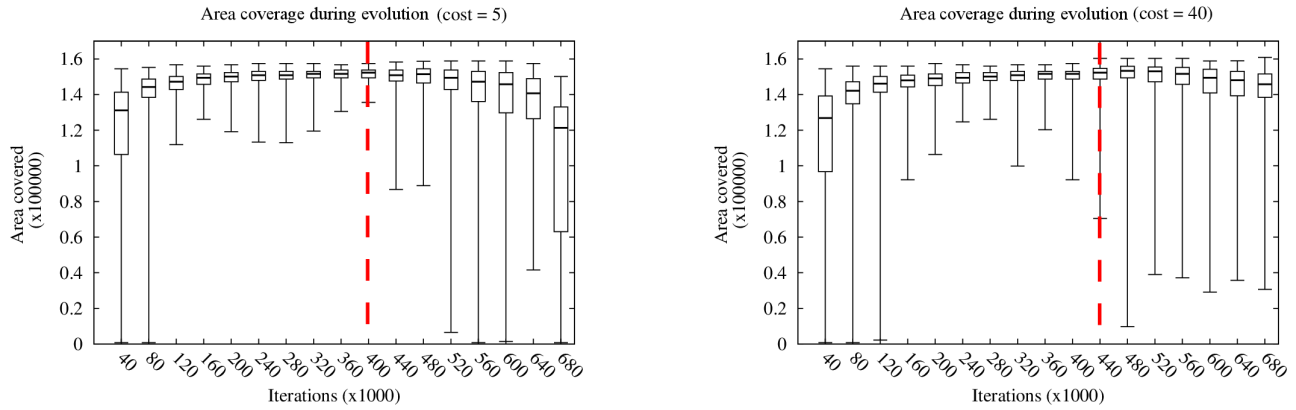 Area coverage during evolution (cost = 5)
1.6
1.4
1.2
1
0.8
0.6
0.4
0.2
0
Area covered
(x100000)
40 80 120 160 200 240 280 320 360 400 440 480 520 560 600 640 680
Iterations (x1000)
Area coverage during evolution (cost = 40)
1.6
1.4
1.2
1
0.8
0.6
0.4
0.2
0
Area covered
(x100000)
40 80 120 160 200 240 280 320 360 400 440 480 520 560 600 640 680
Iterations (x1000)